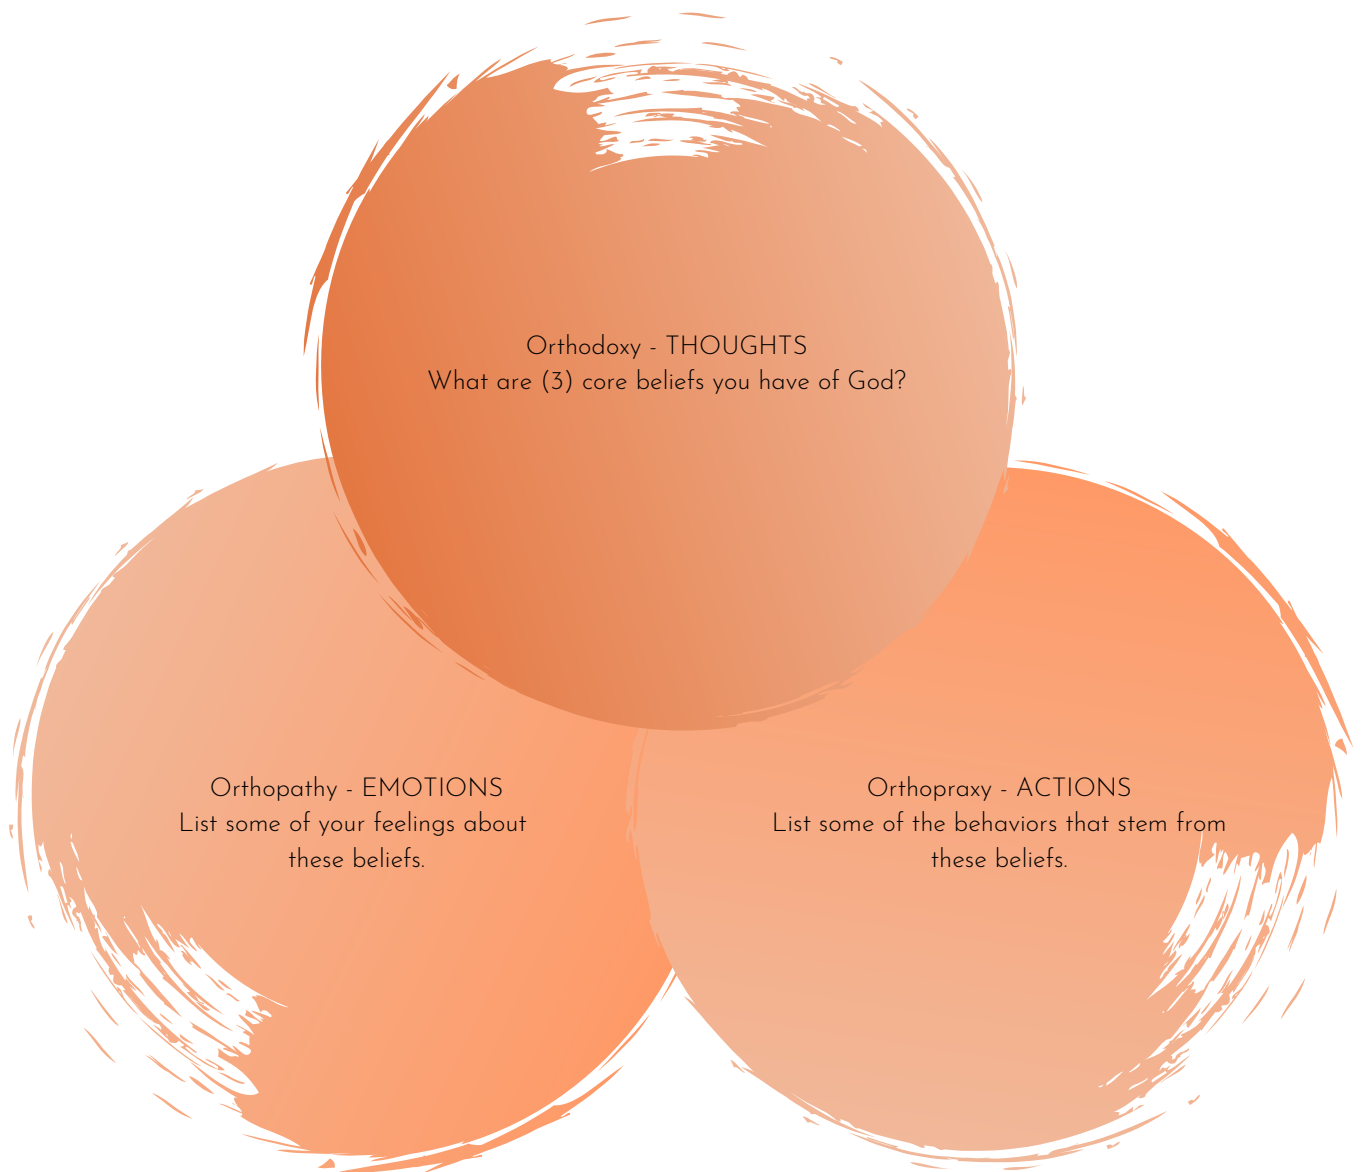 Orthodoxy - THOUGHTS
What are (3) core beliefs you have of God?
Orthopathy - EMOTIONS
List some of your feelings about
these beliefs.
Orthopraxy - ACTIONS
List some of the behaviors that stem from
these beliefs.